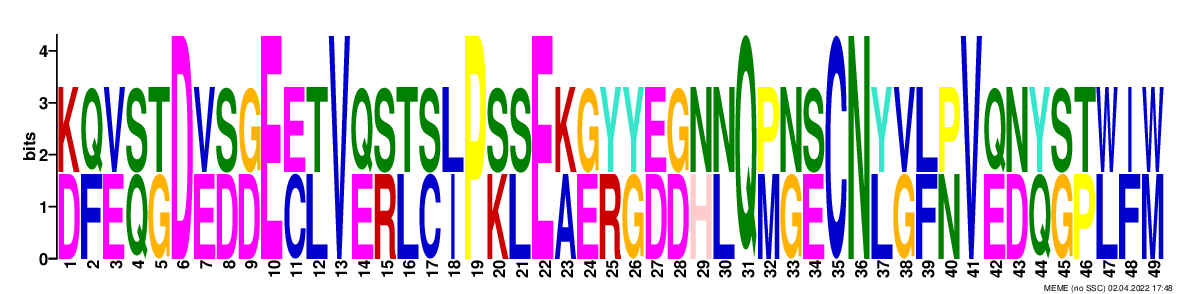 4
3
bits
2
1
0
KQVSTDVSGEETVQSTSLPSSEKGYYEGNNQPNSCNYVLPVQNYSTWIW
DFEQGEDDCLERLCIKLAERGDDHLMGELGFNEDQGPLFM
1 2 3 4 5 6 7 8 9 10 11 12 13 14 15 16 17 18 19 20 21 22 23 24 25 26 27 28 29 30 31 32 33 34 35 36 37 38 39 40 41 42 43 44 45 46 47 48 49
MEME (no SSC) 02.04.2022 17:48